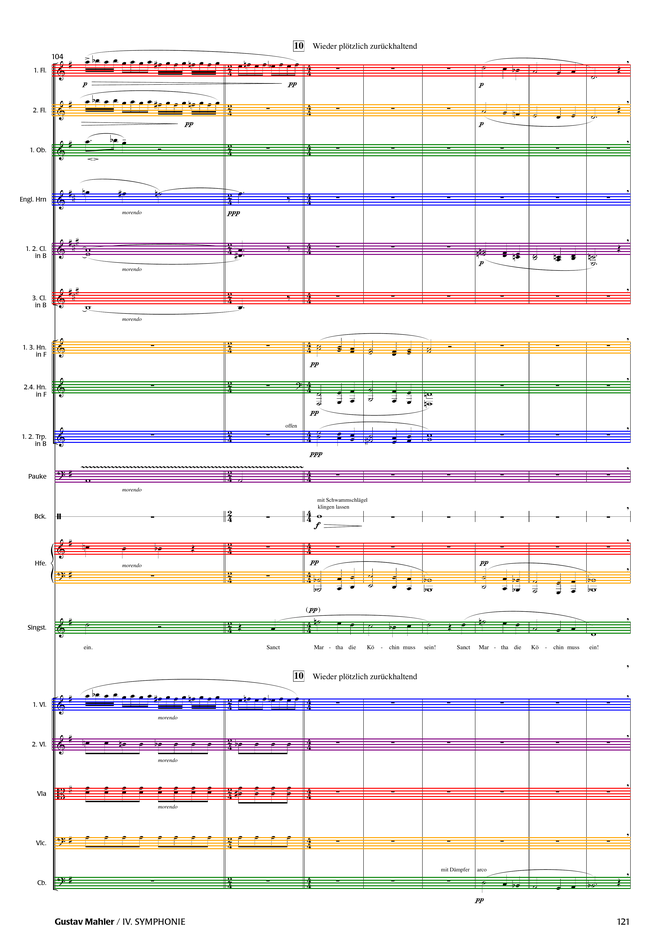 10 Wieder plötzlich zurückhaltend
104
1. Fl.
p pp p
2. Fl.
pp p
1. Ob.
Engl. Hrn
morendo ppp
1. 2. Cl.
in B
morendo p
3. Cl.
in B
morendo
1. 3. Hn.
in F
pp
2.4. Hn.
in F
pp
offen
1. 2. Trp.
in B
ppp
Pauke
morendo
mit Schwammschlägel
klingen lassen
Bck.
f
Hfe.
morendo pp pp
(pp)
Singst.
ein. Sanct Mar - tha die Kö - chin muss sein! Sanct Mar - tha die Kö - chin muss ein!
10 Wieder plötzlich zurückhaltend
1. Vl.
morendo
2. Vl.
morendo
Vla
morendo
Vlc.
mit Dämpfer arco
Cb.
pp
Gustav Mahler / IV. SYMPHONIE 121